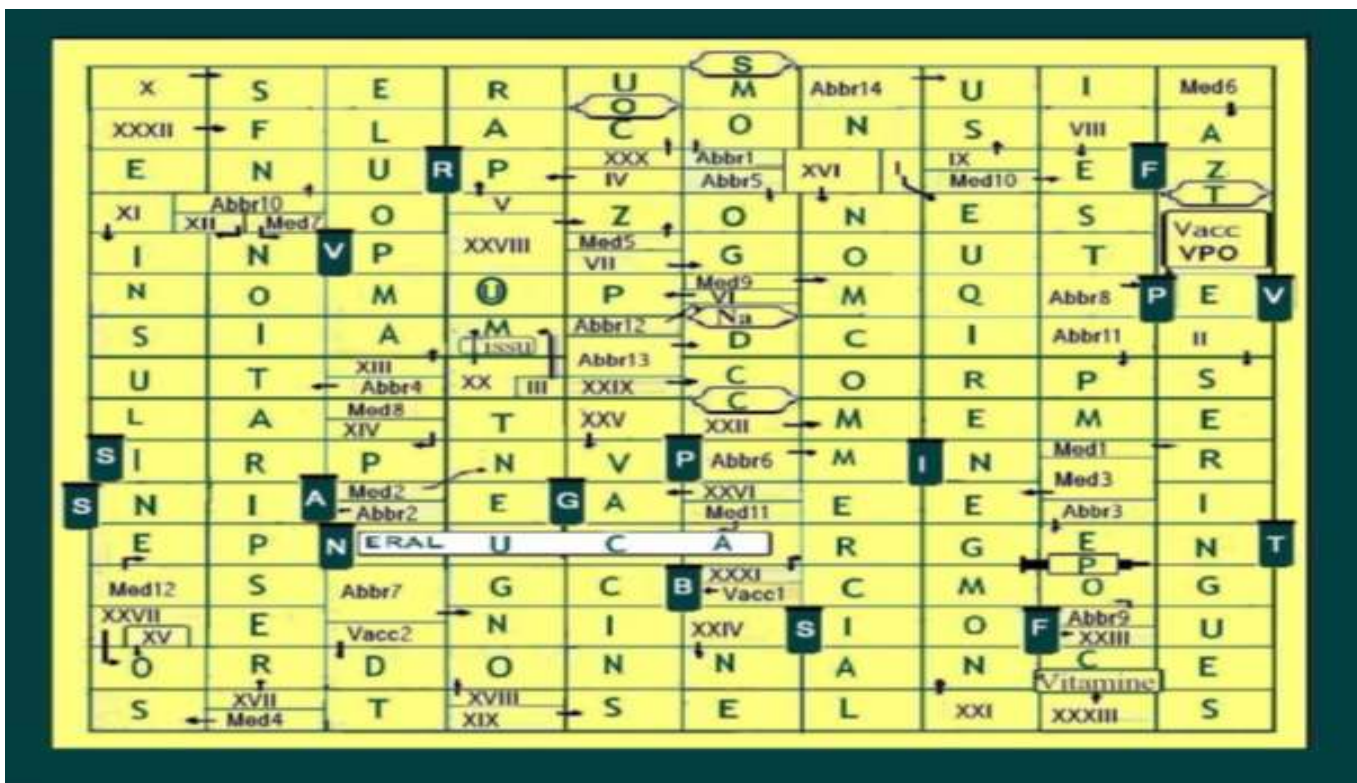 S
X S E R U M Abbr14 U I Med6
O
XXXII F L A C O N S VIII A
E N U R P XXX Abbr1 XVI I IX E F Z
IV Abbr5 Med10
T
XI Abbr10 O V Z O N E S Vacc
XII Med7 VPO
I N V P XXVIII Med5 G O U T
VII
N O M U P Med9 M Q Abbr8 P E V
VI
Na
S I A M Abbr12 D C I Abbr11 II
Tissu
U T XIII XX III Abbr13 C O R P S
Abbr4 XXIX
C
L A Med8 T XXV XXII M E M E
XIV
S I R P N V P Abbr6 M I N Med1 R
S N I A Med2 E G A XXVI E E Med3 I
Abbr2 Med11 Abbr3
E P N ERAL U C A R G E N T
P
Med12 S Abbr7 G C B XXXI C M O G
Vacc1
XXVII E Vacc2 N I XXIV S I O F Abbr9 U
XV XXIII
O R D O N N A N C E
Vitamine
S XVII T XVIII S E L XXI XXXIII S
Med4 XIX